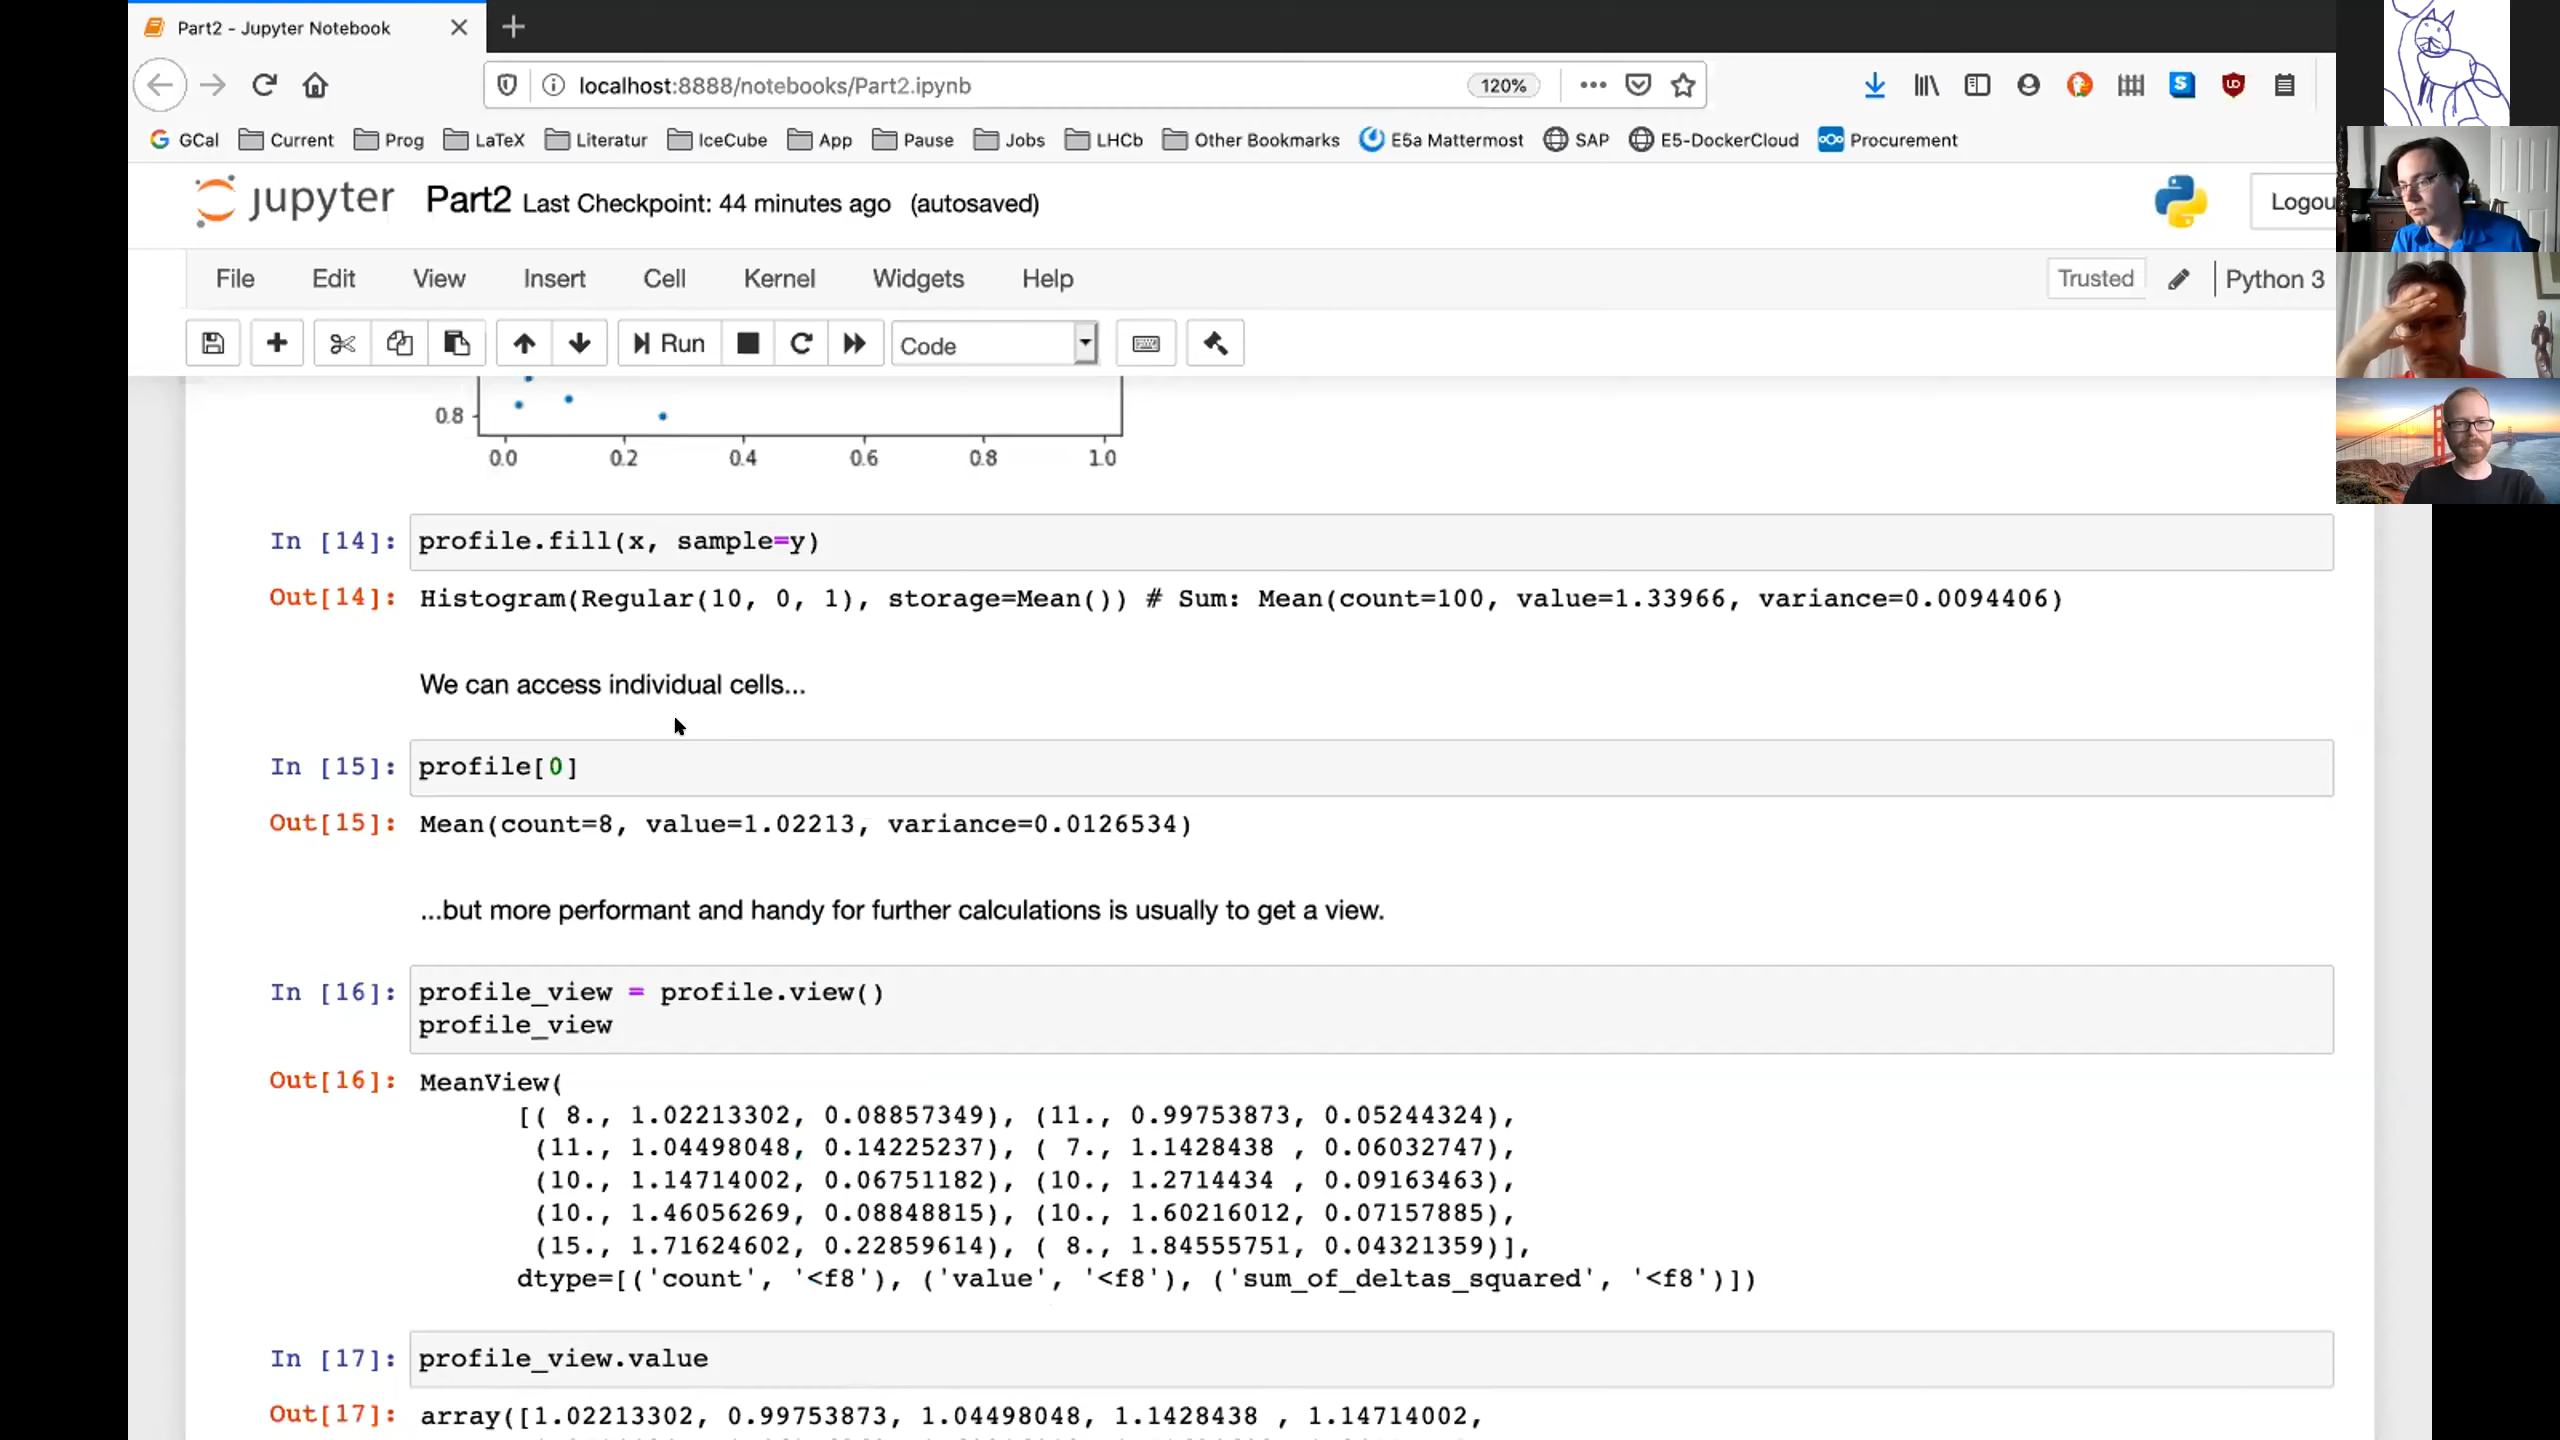 Part2 - Jupyter Notebook
localhost:8888/notebooks/Part2.ipynb
120%
GCal Current Prog LaTeX Literatur IceCube App Pause Jobs LHCb Other Bookmarks E5a Mattermost SAP E5-DockerCloud Procurement
jupyter Part2 Last Checkpoint: 44 minutes ago (autosaved)
Logou
File Edit View Insert Cell Kernel Widgets Help
Trusted Python 3
Run Code
0.8
0.0 0.2 0.4 0.6 0.8 1.0
In [14]: profile.fill(x, sample=y)
Out[14]: Histogram(Regular(10, 0, 1), storage=Mean()) # Sum: Mean(count=100, value=1.33966, variance=0.0094406)
We can access individual cells...
In [15]: profile[0]
Out[15]: Mean(count=8, value=1.02213, variance=0.0126534)
...but more performant and handy for further calculations is usually to get a view.
In [16]: profile_view = profile.view()
profile_view
Out[16]: MeanView(
[( 8., 1.02213302, 0.08857349), (11., 0.99753873, 0.05244324),
(11., 1.04498048, 0.14225237), ( 7., 1.1428438 , 0.06032747),
(10., 1.14714002, 0.06751182), (10., 1.2714434 , 0.09163463),
(10., 1.46056269, 0.08848815), (10., 1.60216012, 0.07157885),
(15., 1.71624602, 0.22859614), ( 8., 1.84555751, 0.04321359)],
dtype=[('count', '<f8'), ('value', '<f8'), ('sum_of_deltas_squared', '<f8')])
In [17]: profile_view.value
Out[17]: array([1.02213302, 0.99753873, 1.04498048, 1.1428438 , 1.14714002,